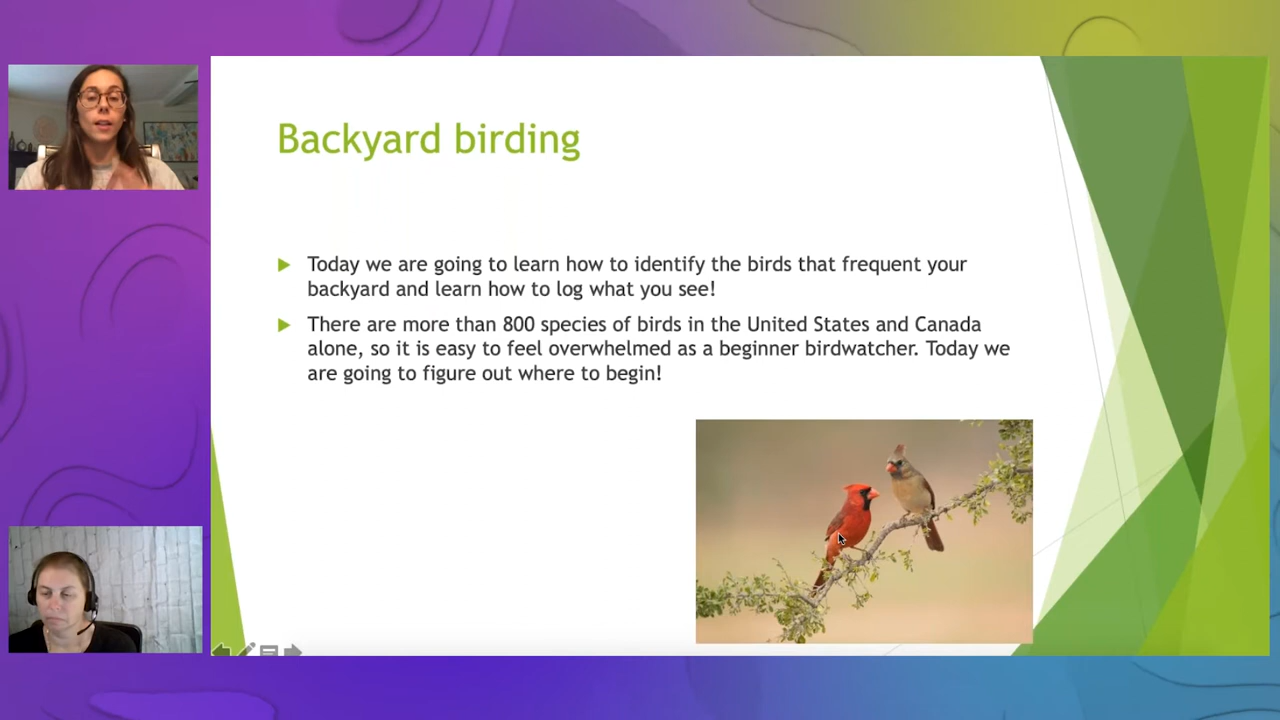 Backyard birding
Today we are going to learn how to identify the birds that frequent your
backyard and learn how to log what you see!
There are more than 800 species of birds in the United States and Canada
alone, so it is easy to feel overwhelmed as a beginner birdwatcher. Today we
are going to figure out where to begin!